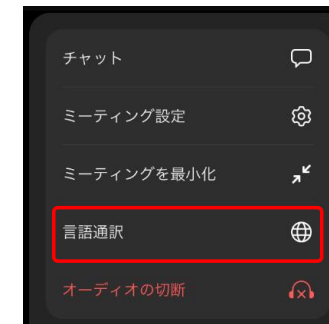 チャット
ミーティング設定
ミーティングを最小化
言語通訳
オーディオの切断